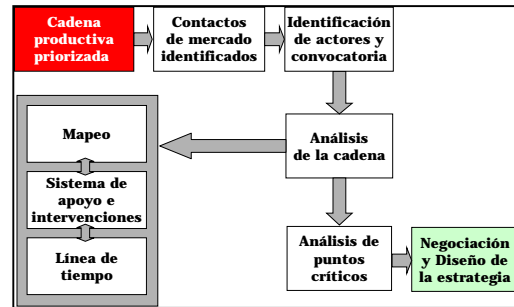 Cadena
productiva
priorizada
Contactos
de mercado
identificados
Identificación
de actores y
convocatoria
Mapeo
Análisis
de la cadena
Sistema de
apoyo e
intervenciones
Línea de
tiempo
Análisis de
puntos
críticos
Negociación
y Diseño de
la estrategia